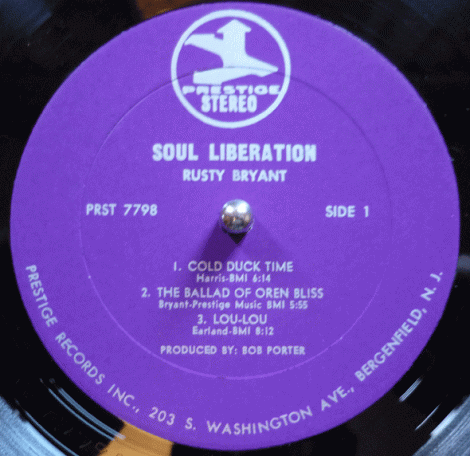 PRESTIGE
STEREO
SOUL LIBERATION
RUSTY BRYANT
PRST 7798
SIDE 1
1. COLD DUCK TIME
Harris-BMI 6:14
2. THE BALLAD OF OREN BLISS
Bryant-Prestige Music BMI 5:55
3. LOU-LOU
Earland-BMI 8:12
PRODUCED BY: BOB PORTER
PRESTIGE RECORDS INC., 203 S. WASHINGTON AVE., BERGENFIELD, N. J.